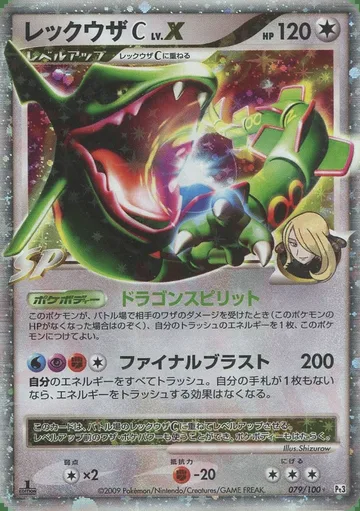 レックウザC LV.X HP120
レベルアップ レックウザCに重ねる
SP
ポケボディー ドラゴンスピリット
このポケモンが、バトル場で相手のワザのダメージを受けたとき(このポケモンの
HPがなくなった場合はのぞく)、自分のトラッシュのエネルギーを1枚、このポケ
モンにつけてよい。
ファイナルブラスト 200
自分のエネルギーをすべてトラッシュ。自分の手札が1枚もない
なら、エネルギーをトラッシュする効果はなくなる。
このカードは、バトル場のレックウザCに重ねてレベルアップさせる。
レベルアップ前のワザ・ポケパワーも使うことができ、ポケボディーもはたらく。
Illus. Shizurow
弱点 ×2 抵抗力 -20 にげる
1 EDITION ©2009 Pokémon/Nintendo/Creatures/GAME FREAK. Pt3 079/100